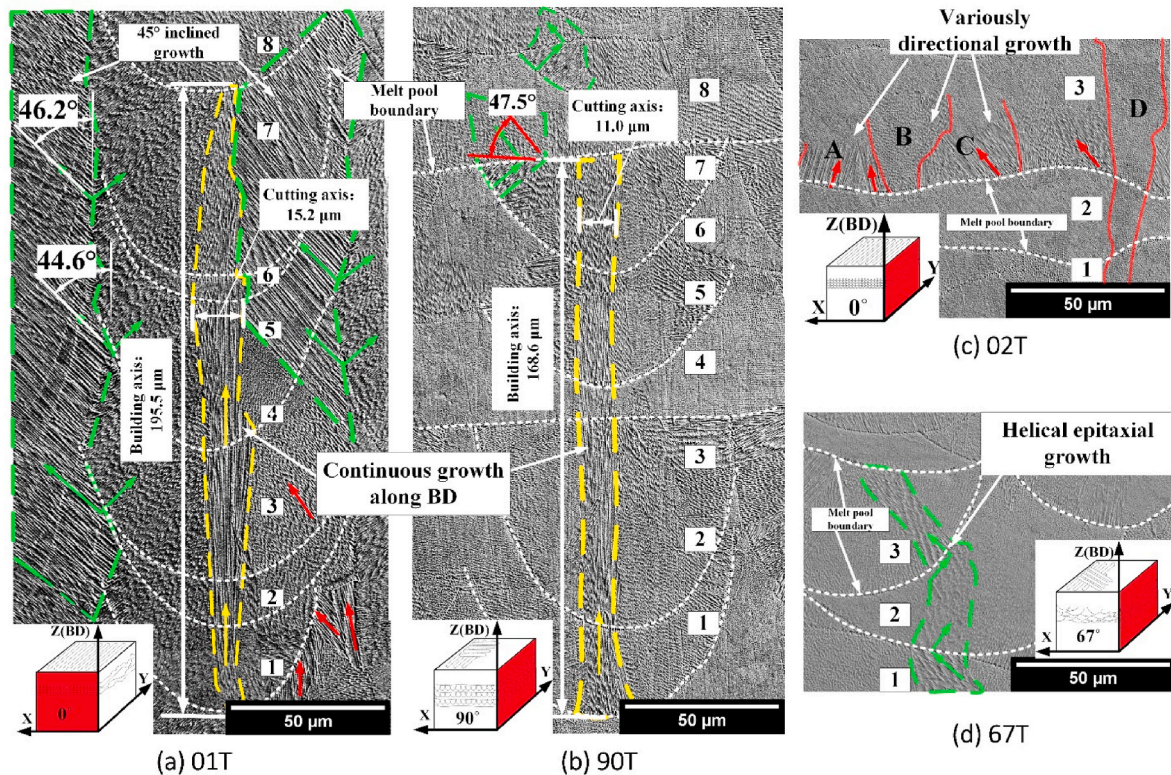 45° inclined
growth
8
46.2°
7
Cutting axis：
15.2 μm
44.6°
6
5
Building axis：
195.5 μm
4
3
2
1
Z(BD)
X
0
Y
50 μm
(a) 01T
Melt pool
boundary
Continuous growth
along BD
47.5°
Cutting axis：
11.0 μm
8
7
6
5
4
Building axis：
168.6 μm
3
2
1
Z(BD)
X
90°
Y
50 μm
(b) 90T
Variously
directional growth
3
D
B
A
C
2
Melt pool boundary
1
Z(BD)
Y
X
0°
50 μm
(c) 02T
Helical epitaxial
growth
Melt pool
boundary
3
2
1
Z(BD)
Y
X
67°
50 μm
(d) 67T